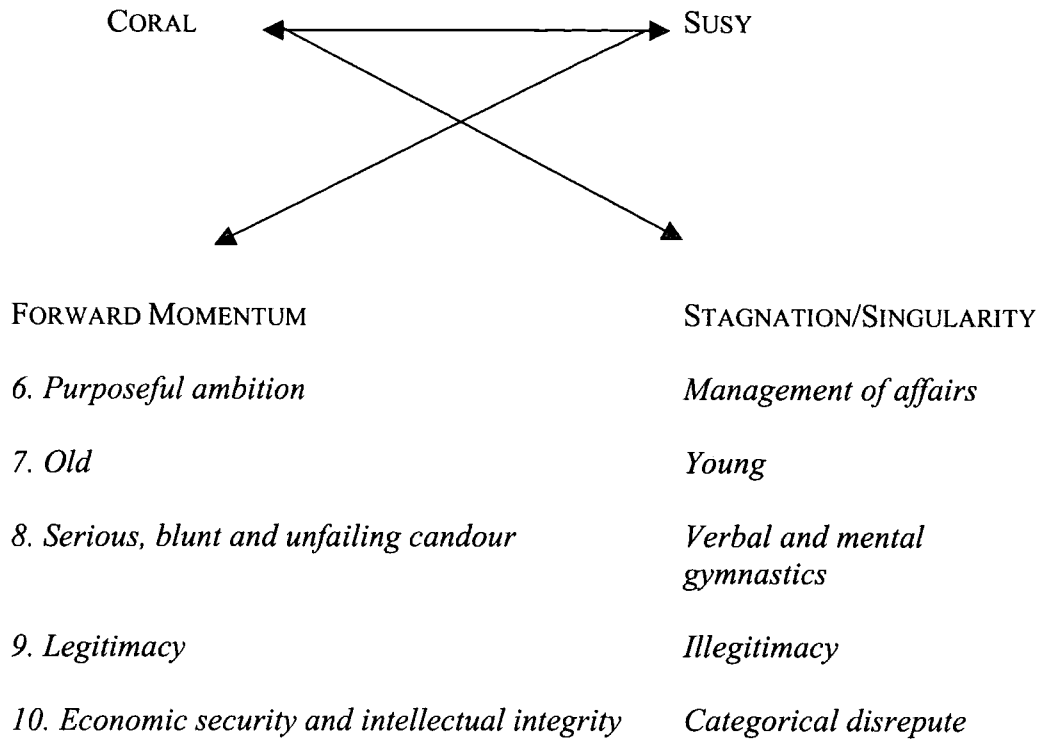 CORAL SUSY
FORWARD MOMENTUM STAGNATION/SINGULARITY
6. Purposeful ambition Management of affairs
7. Old Young
8. Serious, blunt and unfailing candour Verbal and mental
gymnastics
9. Legitimacy Illegitimacy
10. Economic security and intellectual integrity Categorical disrepute